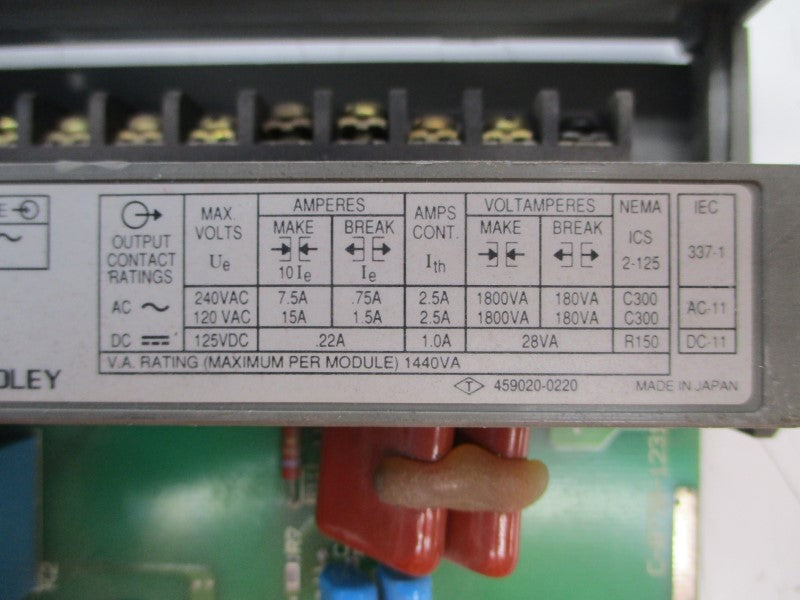 E
OUTPUT CONTACT RATINGS
MAX. VOLTS Ue
AMPERES
MAKE 10Ie
BREAK Ie
AMPS CONT. Ith
VOLTAMPERES
MAKE
BREAK
NEMA ICS 2-125
IEC 337-1
AC 240VAC 7.5A .75A 2.5A 1800VA 180VA C300 AC-11
120 VAC 15A 1.5A 2.5A 1800VA 180VA C300
DC 125VDC .22A 1.0A 28VA R150 DC-11
V.A. RATING (MAXIMUM PER MODULE) 1440VA
DLEY
T 459020-0220 MADE IN JAPAN